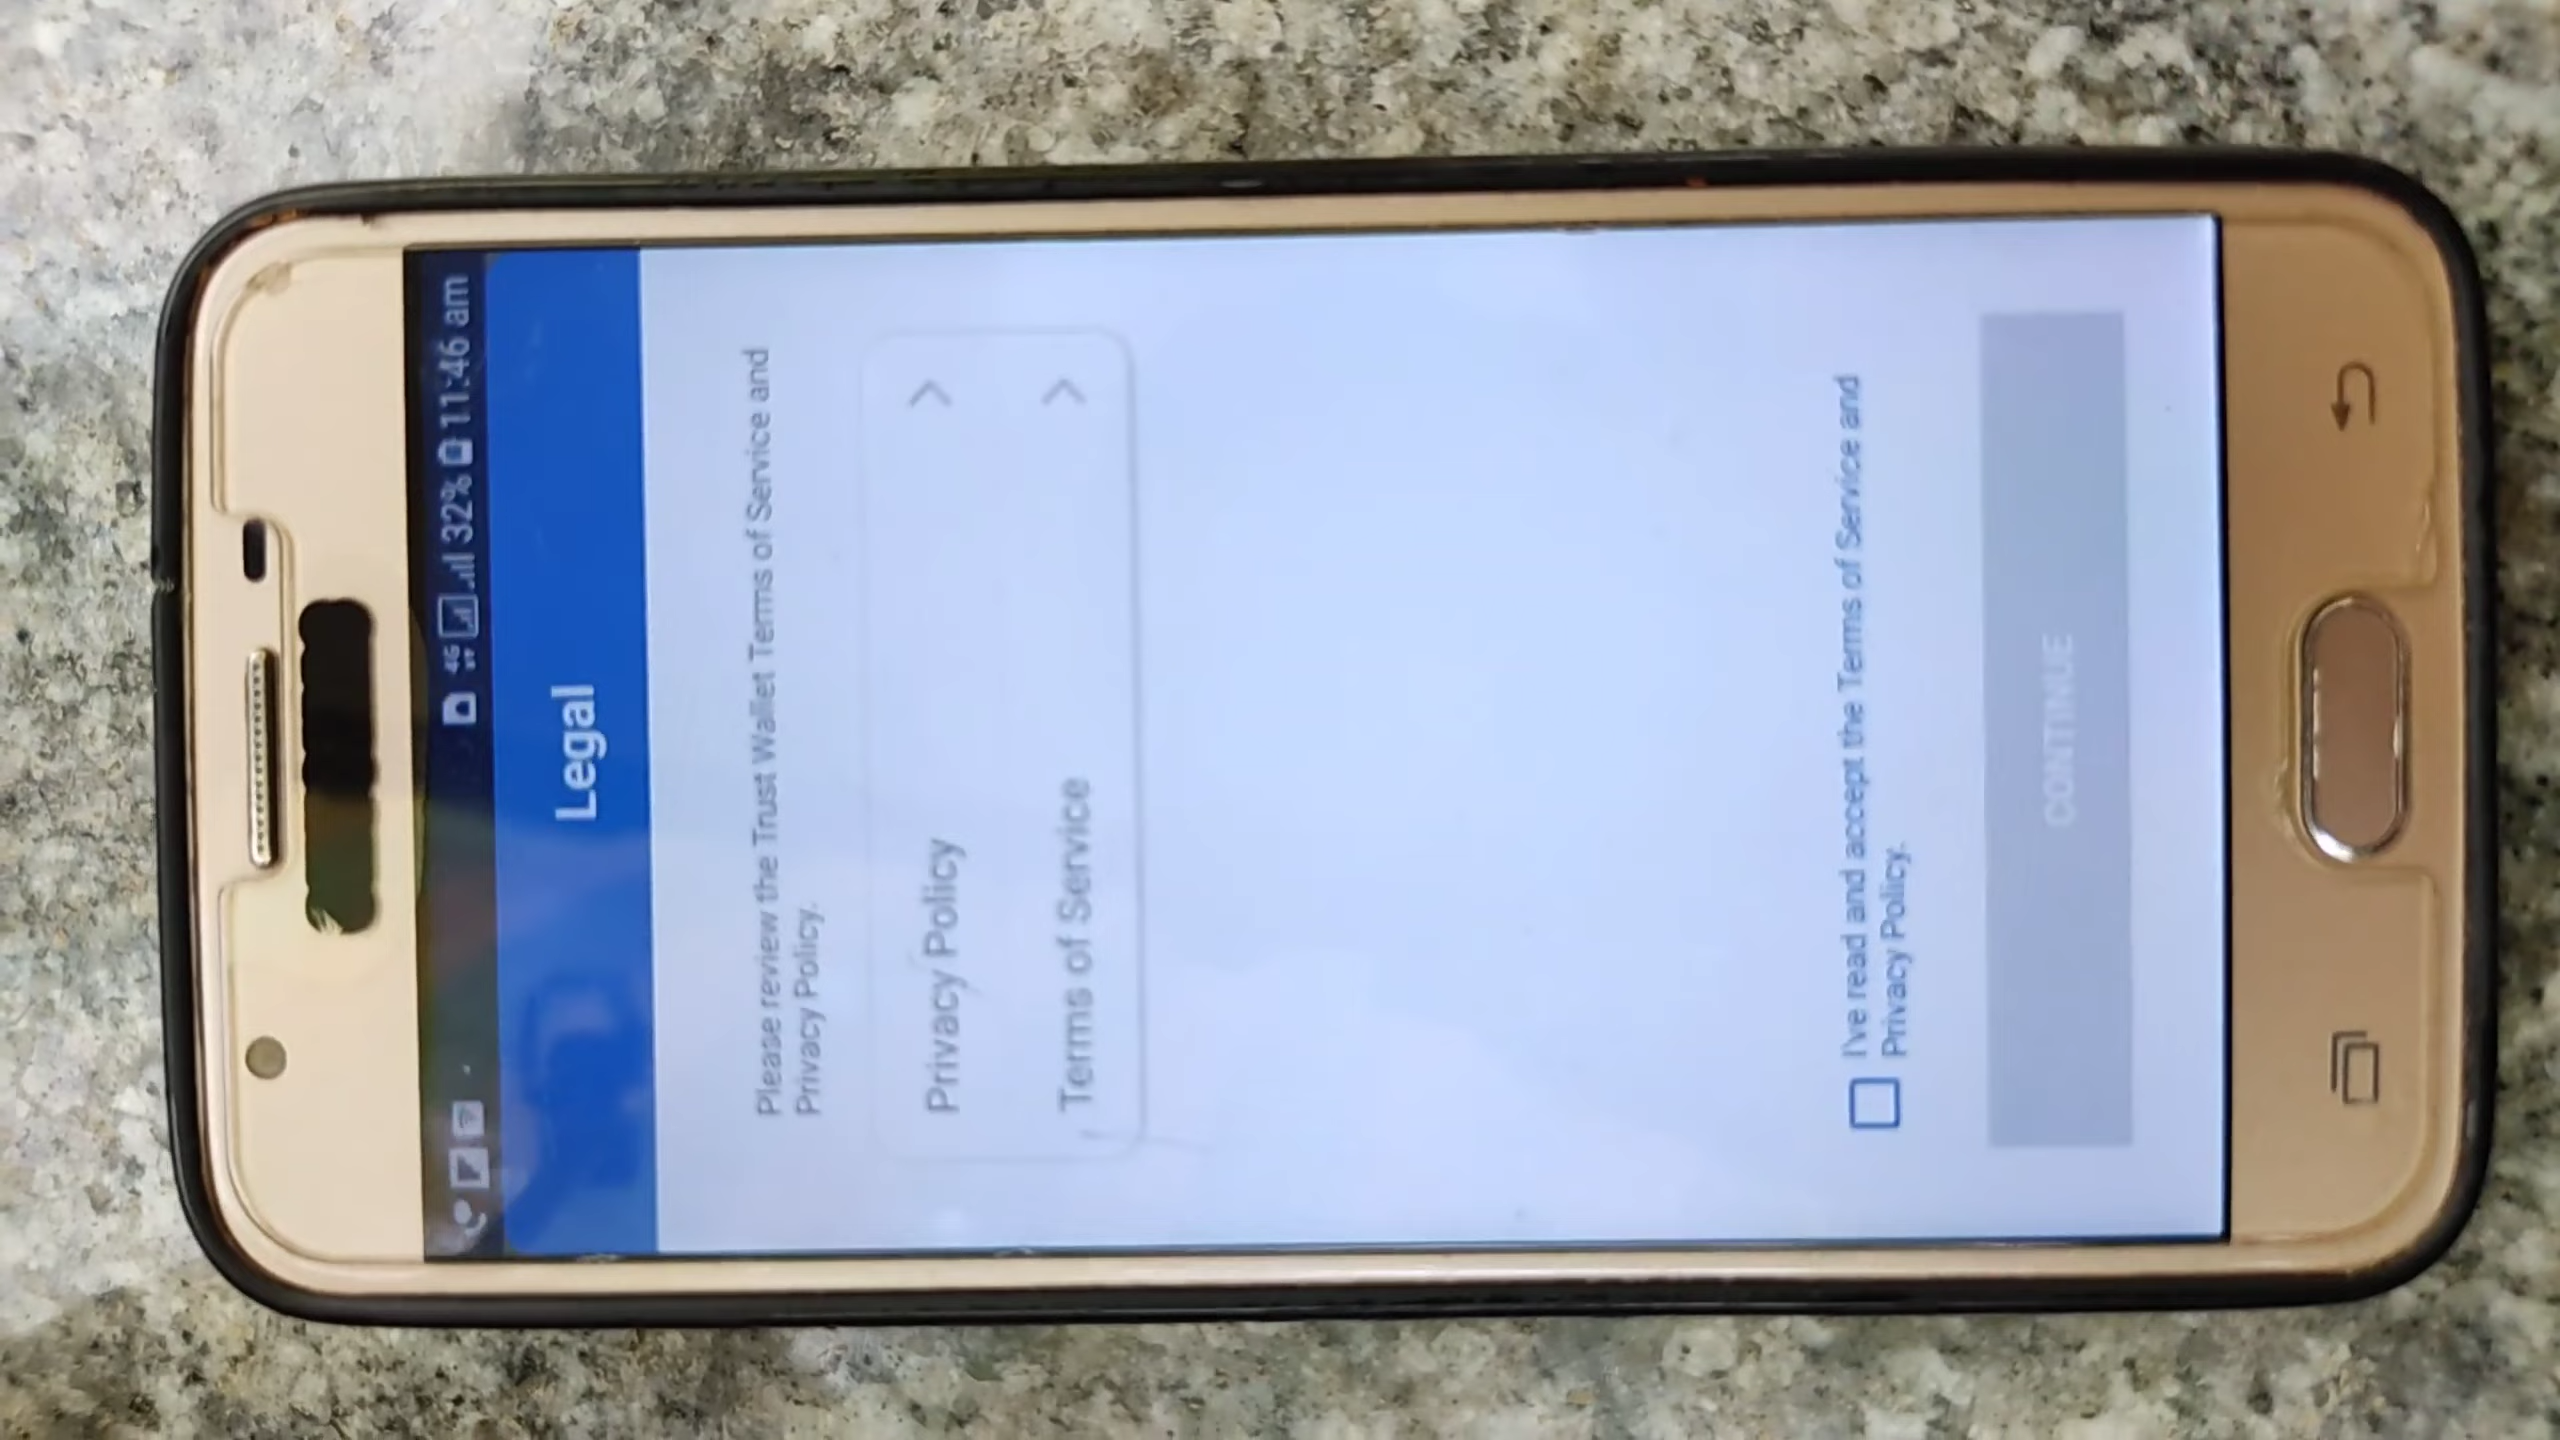 4G 32% 11:46 am
Legal
Please review the Trust Wallet Terms of Service and
Privacy Policy.
Privacy Policy
Terms of Service
I've read and accept the Terms of Service and
Privacy Policy.
CONTINUE